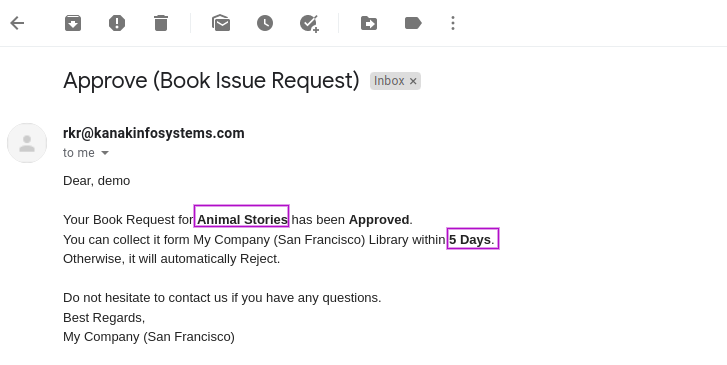 Approve (Book Issue Request) Inbox ×
rkr@kanakinfosystems.com
to me
Dear, demo
Your Book Request for Animal Stories has been Approved.
You can collect it form My Company (San Francisco) Library within 5 Days.
Otherwise, it will automatically Reject.
Do not hesitate to contact us if you have any questions.
Best Regards,
My Company (San Francisco)